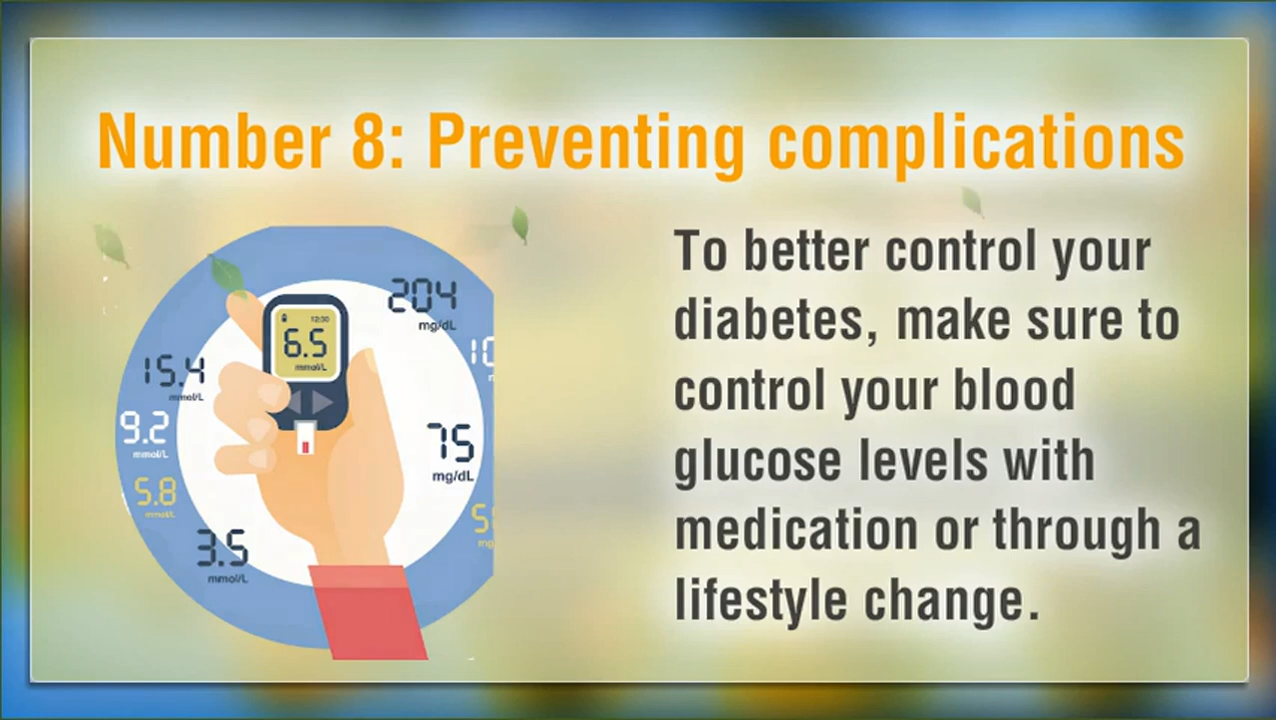 Number 8: Preventing complications
To better control your
diabetes, make sure to
control your blood
glucose levels with
medication or through a
lifestyle change.
204
mg/dL
12:30
6.5
mmol/L
15.4
mmol/L
9.2
mmol/L
75
mg/dL
5.8
mmol/L
3.5
mmol/L